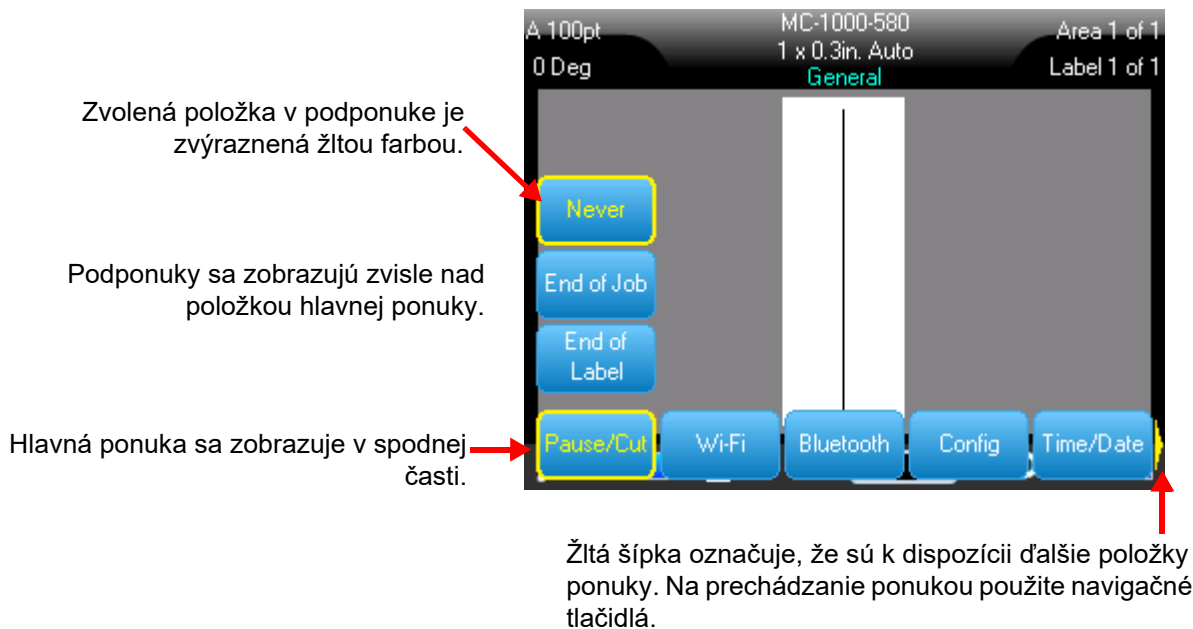 A 100pt
MC-1000-580
Area 1 of 1
0 Deg
1 x 0.3in. Auto
Label 1 of 1
General
Zvolená položka v podponuke je
zvýraznená žltou farbou.
Never
Podponuky sa zobrazujú zvisle nad
položkou hlavnej ponuky.
End of Job
End of
Label
Hlavná ponuka sa zobrazuje v spodnej
časti.
Pause/Cut
Wi-Fi
Bluetooth
Config
Time/Date
Žltá šípka označuje, že sú k dispozícii ďalšie položky
ponuky. Na prechádzanie ponukou použite navigačné
tlačidlá.